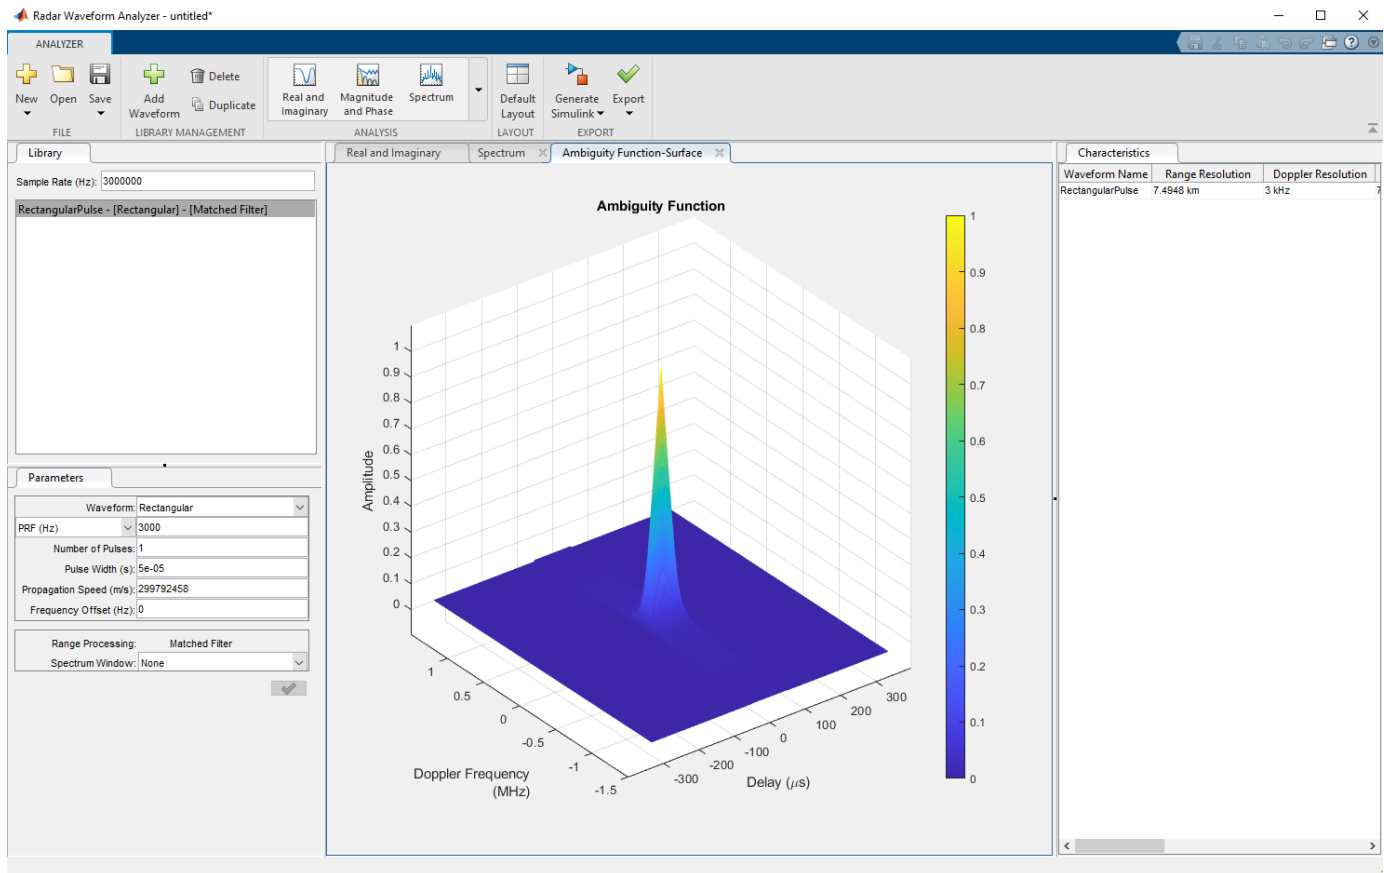 Radar Waveform Analyzer - untitled*
ANALYZER
New
Open
Save
Add Waveform
Delete
Duplicate
Real and Imaginary
Magnitude and Phase
Spectrum
Default Layout
Generate Simulink
Export
FILE
LIBRARY MANAGEMENT
ANALYSIS
LAYOUT
EXPORT
Library
Sample Rate (Hz): 3000000
RectangularPulse - [Rectangular] - [Matched Filter]
Parameters
Waveform: Rectangular
PRF (Hz) 3000
Number of Pulses: 1
Pulse Width (s): 5e-05
Propagation Speed (m/s): 299792458
Frequency Offset (Hz): 0
Range Processing: Matched Filter
Spectrum Window: None
Real and Imaginary
Spectrum
Ambiguity Function-Surface
Ambiguity Function
Amplitude
1
0.9
0.8
0.7
0.6
0.5
0.4
0.3
0.2
0.1
0
1
0.5
0
-0.5
-1
-1.5
Doppler Frequency
(MHz)
-300
-200
-100
0
100
200
300
Delay (μs)
1
0.9
0.8
0.7
0.6
0.5
0.4
0.3
0.2
0.1
0
Characteristics
Waveform Name Range Resolution Doppler Resolution
RectangularPulse 7.4948 km 3 kHz 7